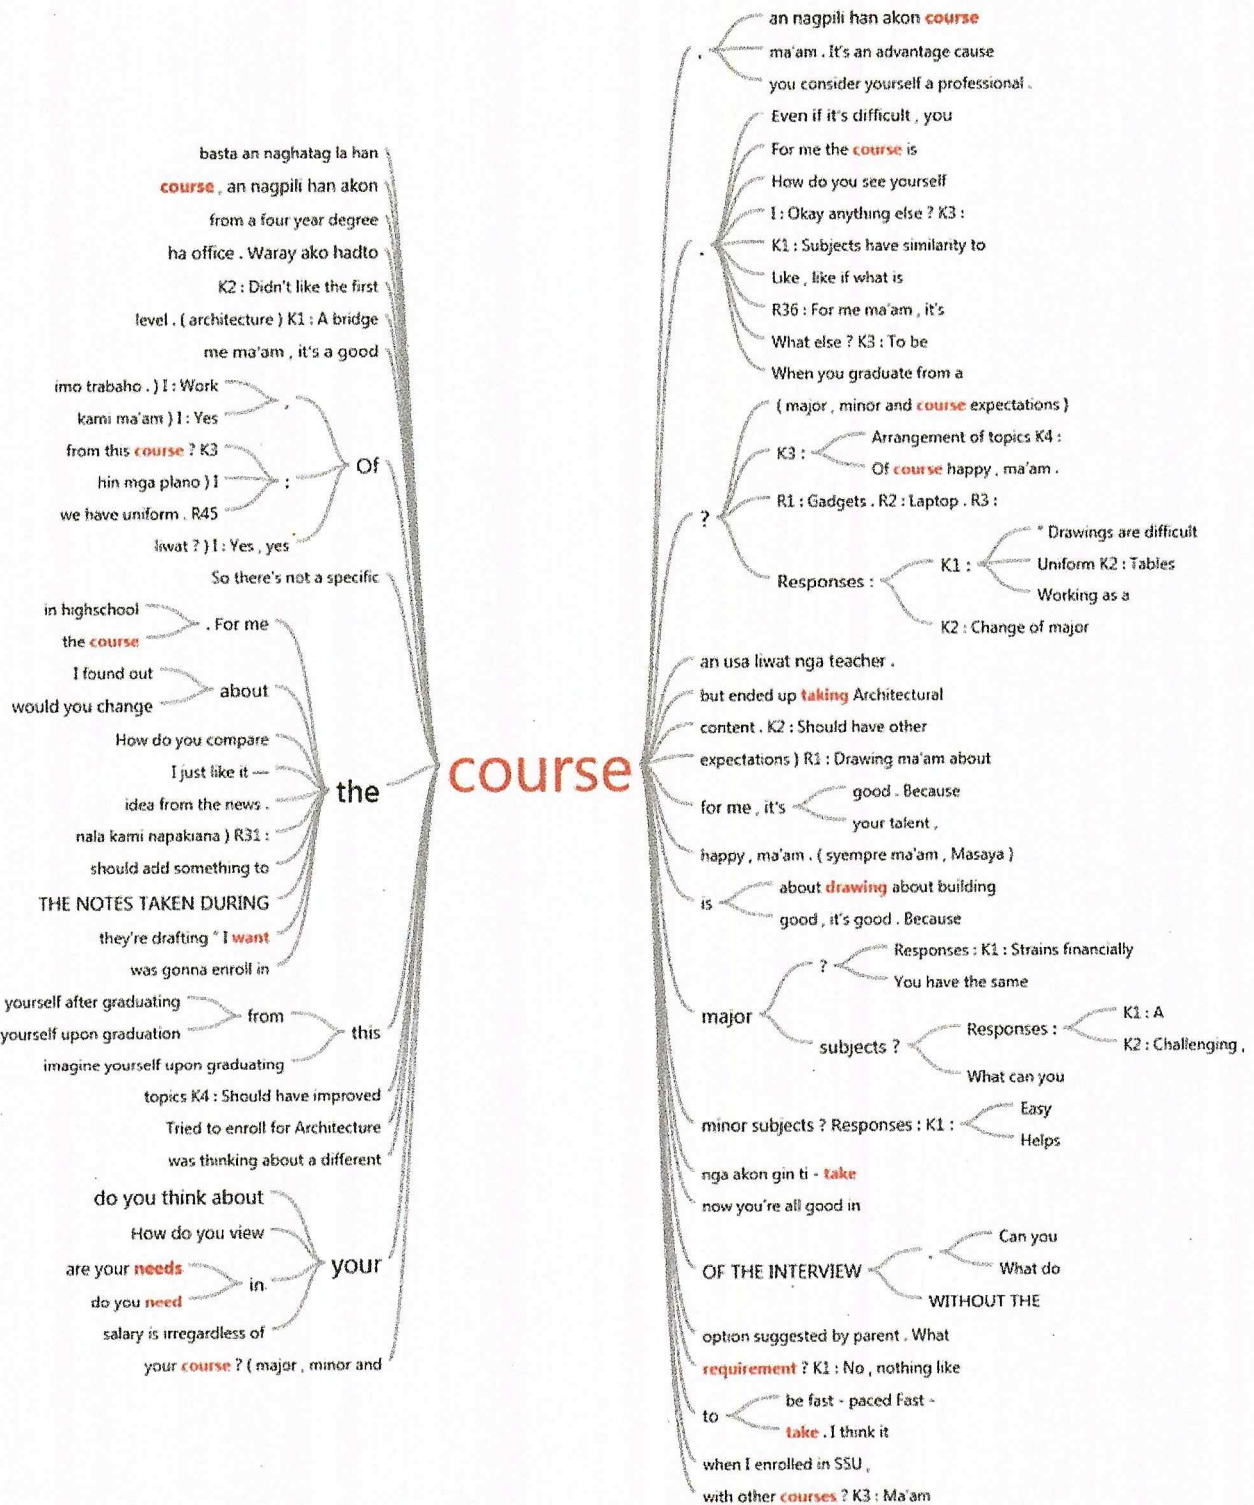 basta an naghatag la han
course , an nagpili han akon
from a four year degree
ha office . Waray ako hadto
K2 : Didn't like the first
level . ( architecture ) K1 : A bridge
me ma'am , it's a good
imo trabaho . ) I : Work
kami ma'am ) I : Yes
.
from this course ? K3
hin mga plano ) I
we have uniform . R45
:
liwat ? ) I : Yes , yes
Of
So there's not a specific
in highschool
the course
. For me
I found out
would you change
about
How do you compare
I just like it —
idea from the news .
nala kami napakiana ) R31 :
should add something to
THE NOTES TAKEN DURING
they're drafting " I want
was gonna enroll in
the
yourself after graduating
yourself upon graduation
from
imagine yourself upon graduating
this
topics K4 : Should have improved
Tried to enroll for Architecture
was thinking about a different
do you think about
How do you view
are your needs
do you need
in
salary is irregardless of
your
your course ? ( major , minor and
course
,
an nagpili han akon course
ma'am . It's an advantage cause
you consider yourself a professional .
.
Even if it's difficult , you
For me the course is
How do you see yourself
I : Okay anything else ? K3 :
K1 : Subjects have similarity to
Like , like if what is
R36 : For me ma'am , it's
What else ? K3 : To be
When you graduate from a
?
( major , minor and course expectations )
K3 :
Arrangement of topics K4 :
Of course happy , ma'am .
R1 : Gadgets . R2 : Laptop . R3 :
Responses :
K1 :
" Drawings are difficult
Uniform K2 : Tables
Working as a
K2 : Change of major
an usa liwat nga teacher .
but ended up taking Architectural
content . K2 : Should have other
expectations ) R1 : Drawing ma'am about
for me , it's
good . Because
your talent ,
happy , ma'am . ( syempre ma'am , Masaya )
is
about drawing about building
good , it's good . Because
major
?
Responses : K1 : Strains financially
You have the same
subjects ?
Responses :
K1 : A
K2 : Challenging ,
What can you
minor subjects ? Responses : K1 :
Easy
Helps
nga akon gin ti - take
now you're all good in
OF THE INTERVIEW
.
Can you
What do
WITHOUT THE
option suggested by parent . What
requirement ? K1 : No , nothing like
to
be fast - paced Fast -
take . I think it
when I enrolled in SSU ,
with other courses ? K3 : Ma'am